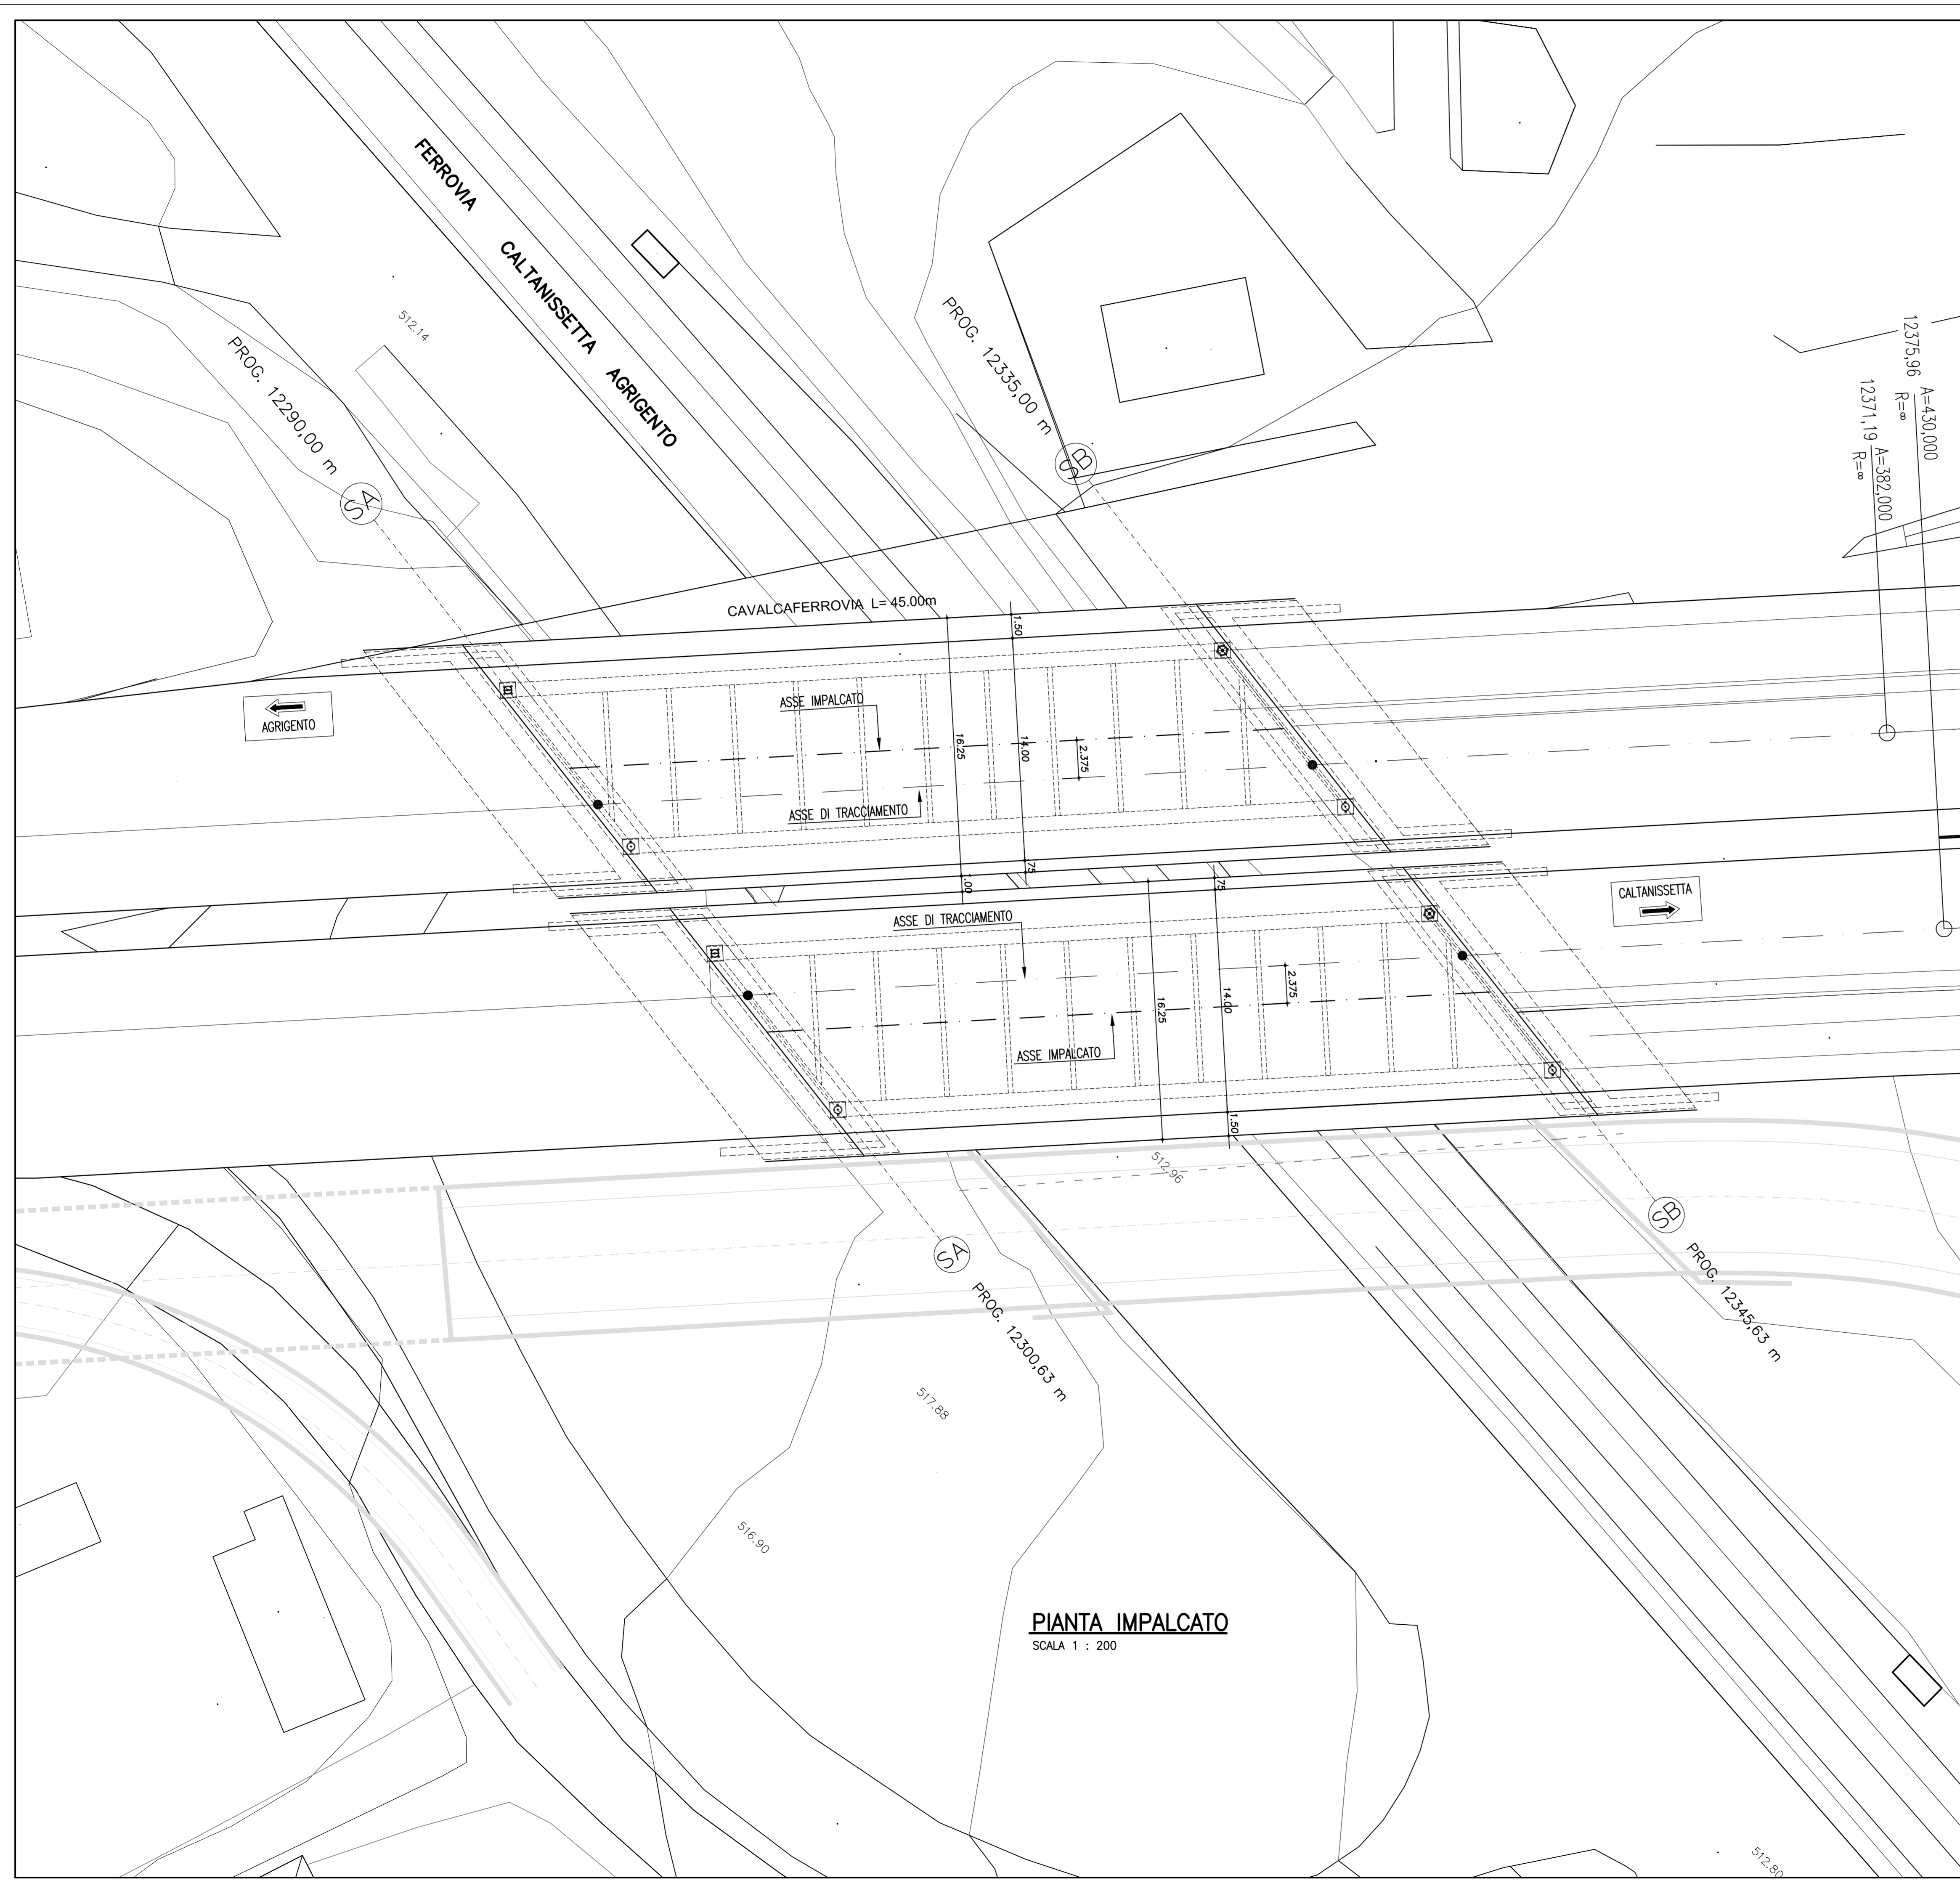 FERROVIA CALTANISSETTA AGRIGENTO
512.14
PROG. 12290,00 m
SA
PROG. 12335,00 m
SB
12375,96
A=430,000
R=∞
12371,19
A=382,000
R=∞
CAVALCAFERROVIA L= 45.00m
1.50
AGRIGENTO
ASSE IMPALCATO
16.25
14.00
2.375
ASSE DI TRACCIAMENTO
.75
1.00
.75
CALTANISSETTA
ASSE DI TRACCIAMENTO
16.25
14.00
2.375
ASSE IMPALCATO
1.50
512.96
SA
PROG. 12300,63 m
SB
PROG. 12345,63 m
517.88
516.90
PIANTA IMPALCATO
SCALA 1 : 200
512.80